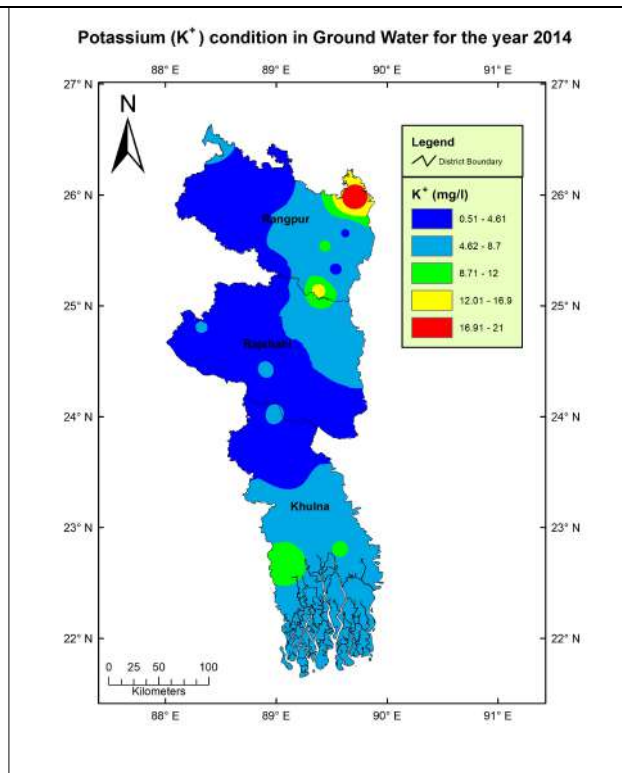 Potassium (K⁺) condition in Ground Water for the year 2014
88° E 89° E 90° E 91° E
27° N
27° N
N
Legend
District Boundary
K⁺ (mg/l)
0.51 - 4.61
4.62 - 8.7
8.71 - 12
12.01 - 16.9
16.91 - 21
26° N
26° N
Rangpur
25° N
25° N
Rajshahi
24° N
24° N
23° N
23° N
Khulna
22° N
22° N
0 25 50 100
Kilometers
88° E 89° E 90° E 91° E